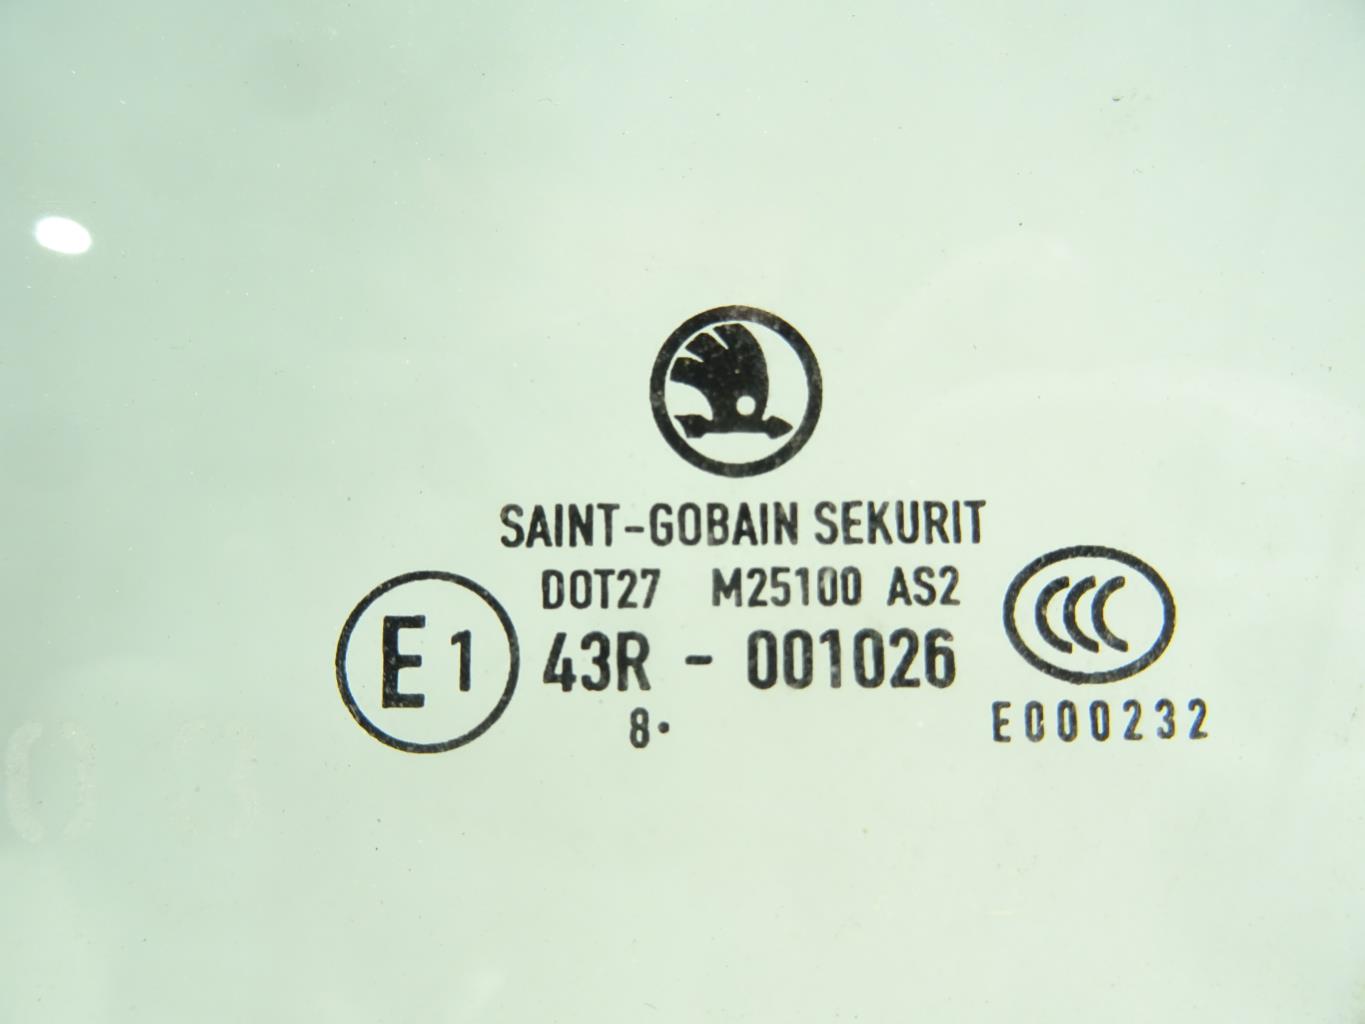 SAINT-GOBAIN SEKURIT
DOT27 M25100 AS2
E1 43R - 001026
CCC
8·
E000232